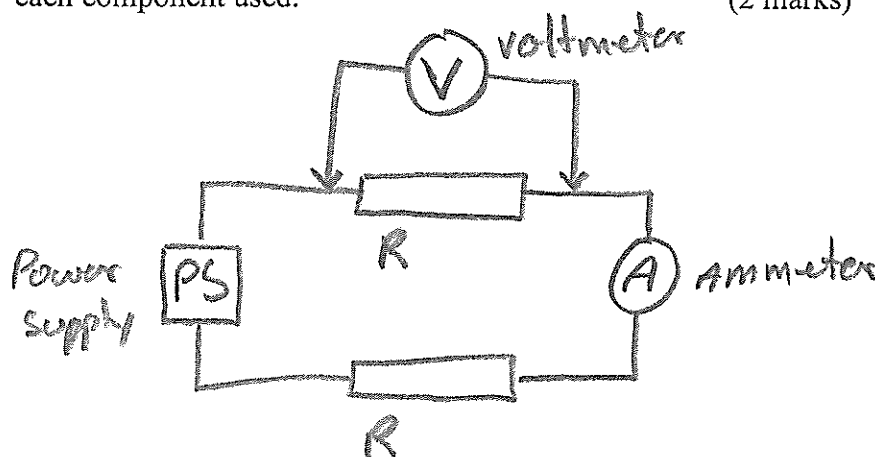 each component used. (2 marks)
voltmeter
V
R
Power
supply
PS
A
Ammeter
R